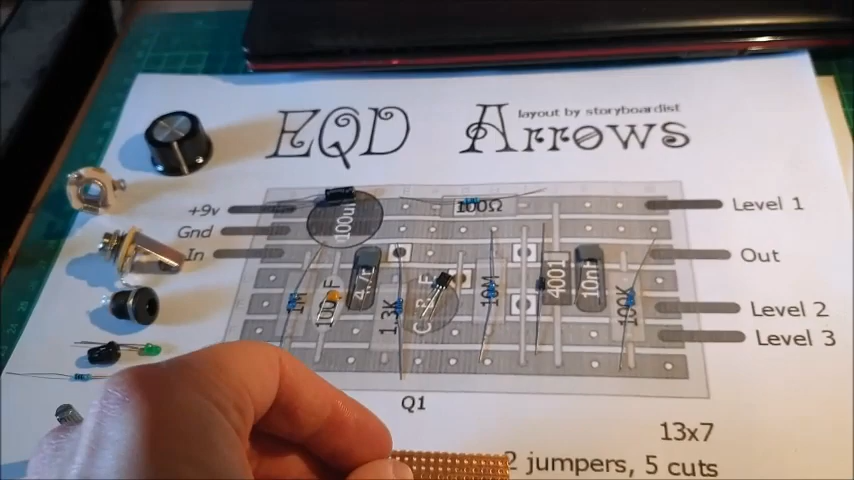 EQD Arrows
layout by storyboardist
+9v
Gnd
In
100u
100Ω
1M
4.7n
1.3K
C B E
10M
4001
10n
100K
Level 1
Out
Level 2
Level 3
Q1
13x7
2 jumpers, 5 cuts